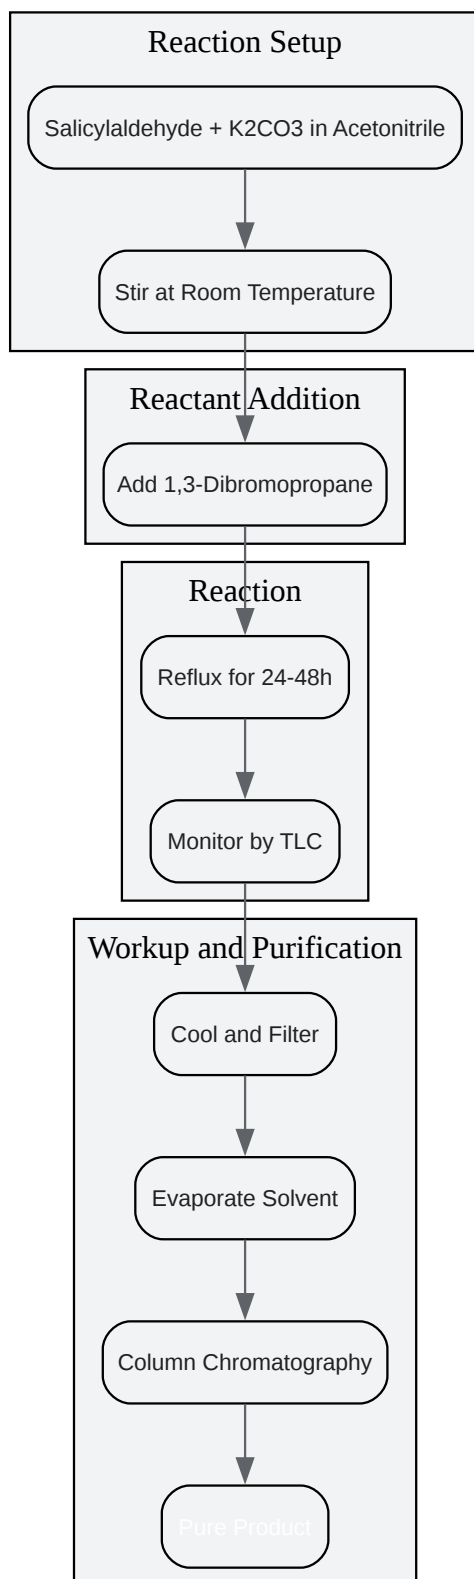 Reaction Setup
Salicylaldehyde + K2CO3 in Acetonitrile
Stir at Room Temperature
Reactant Addition
Add 1,3-Dibromopropane
Reaction
Reflux for 24-48h
Monitor by TLC
Workup and Purification
Cool and Filter
Evaporate Solvent
Column Chromatography
Pure Product